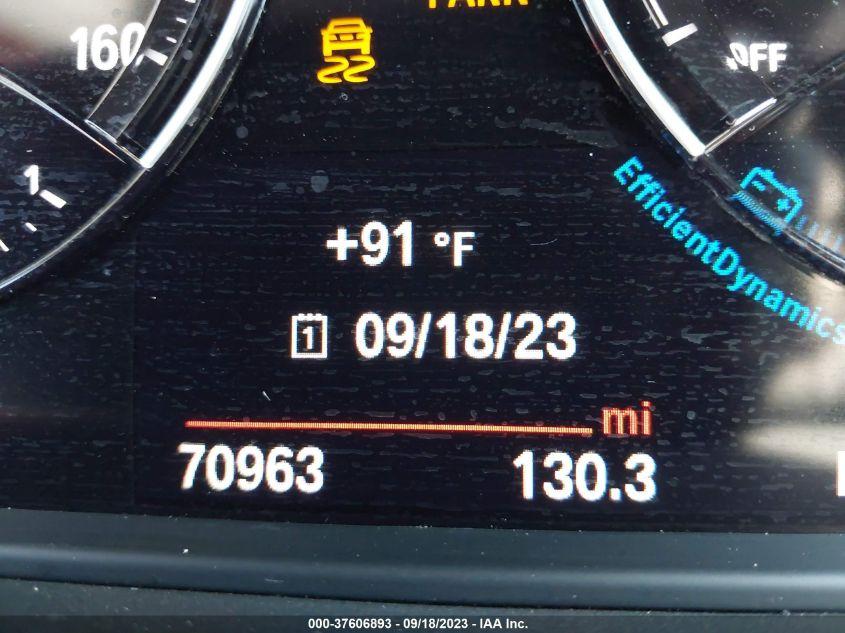 PARK
160
OFF
1
EfficientDynamics
+91 °F
1 09/18/23
mi
70963 130.3
000-37606893 - 09/18/2023 - IAA Inc.